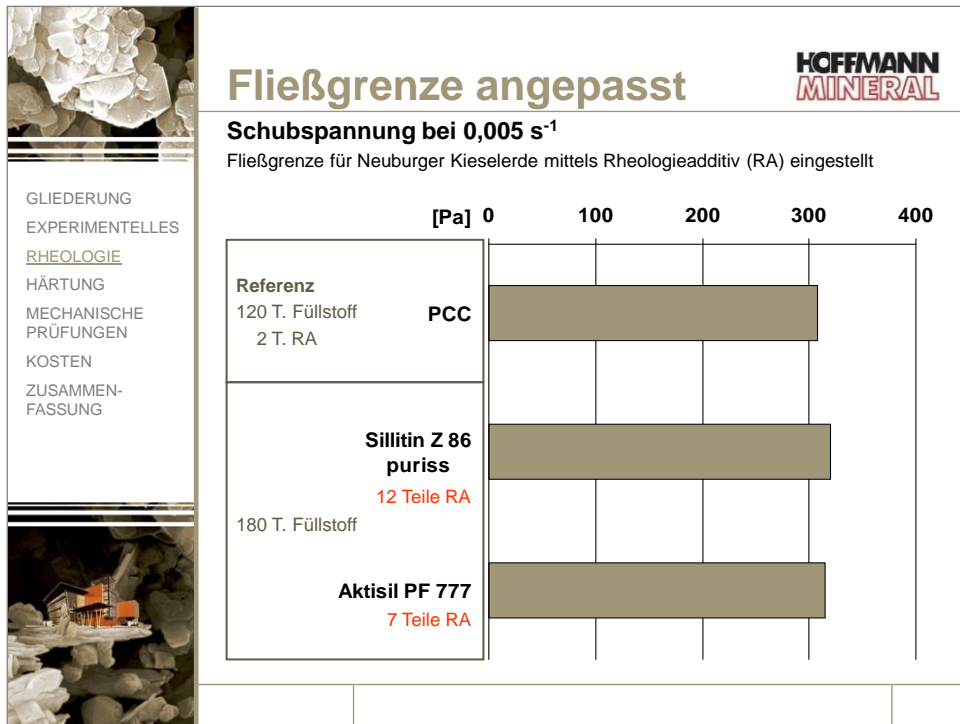 Fließgrenze angepasst
HOFFMANN
MINERAL
Schubspannung bei 0,005 s-1
Fließgrenze für Neuburger Kieselerde mittels Rheologieadditiv (RA) eingestellt
GLIEDERUNG
EXPERIMENTELLES
RHEOLOGIE
HÄRTUNG
MECHANISCHE
PRÜFUNGEN
KOSTEN
ZUSAMMEN-
FASSUNG
[Pa] 0 100 200 300 400
Referenz
120 T. Füllstoff
2 T. RA
PCC
Sillitin Z 86
puriss
12 Teile RA
180 T. Füllstoff
Aktisil PF 777
7 Teile RA